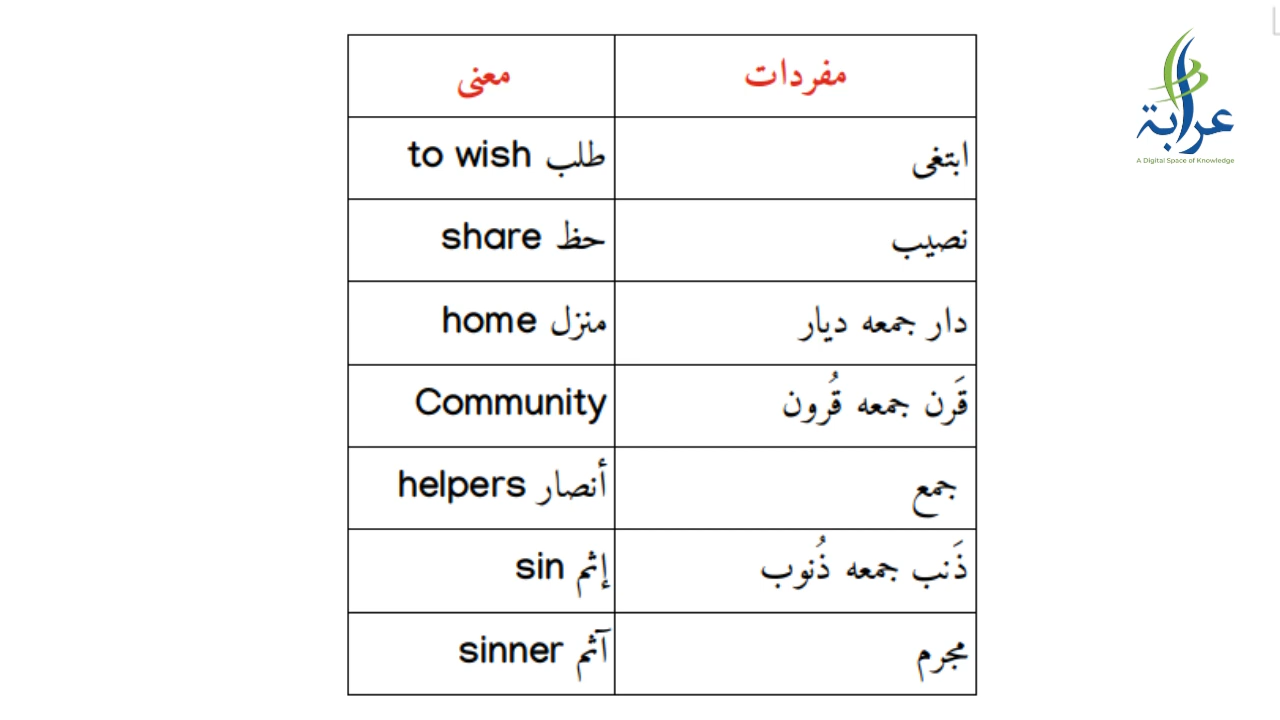 مفردات معنى
ابتغى طلب to wish
نصيب حظ share
دار جمعه ديار منزل home
قَرن جمعه قُرون Community
جمع أنصار helpers
ذَنب جمعه ذُنوب إثم sin
مجرم آثم sinner
عرابة
A Digital Space of Knowledge